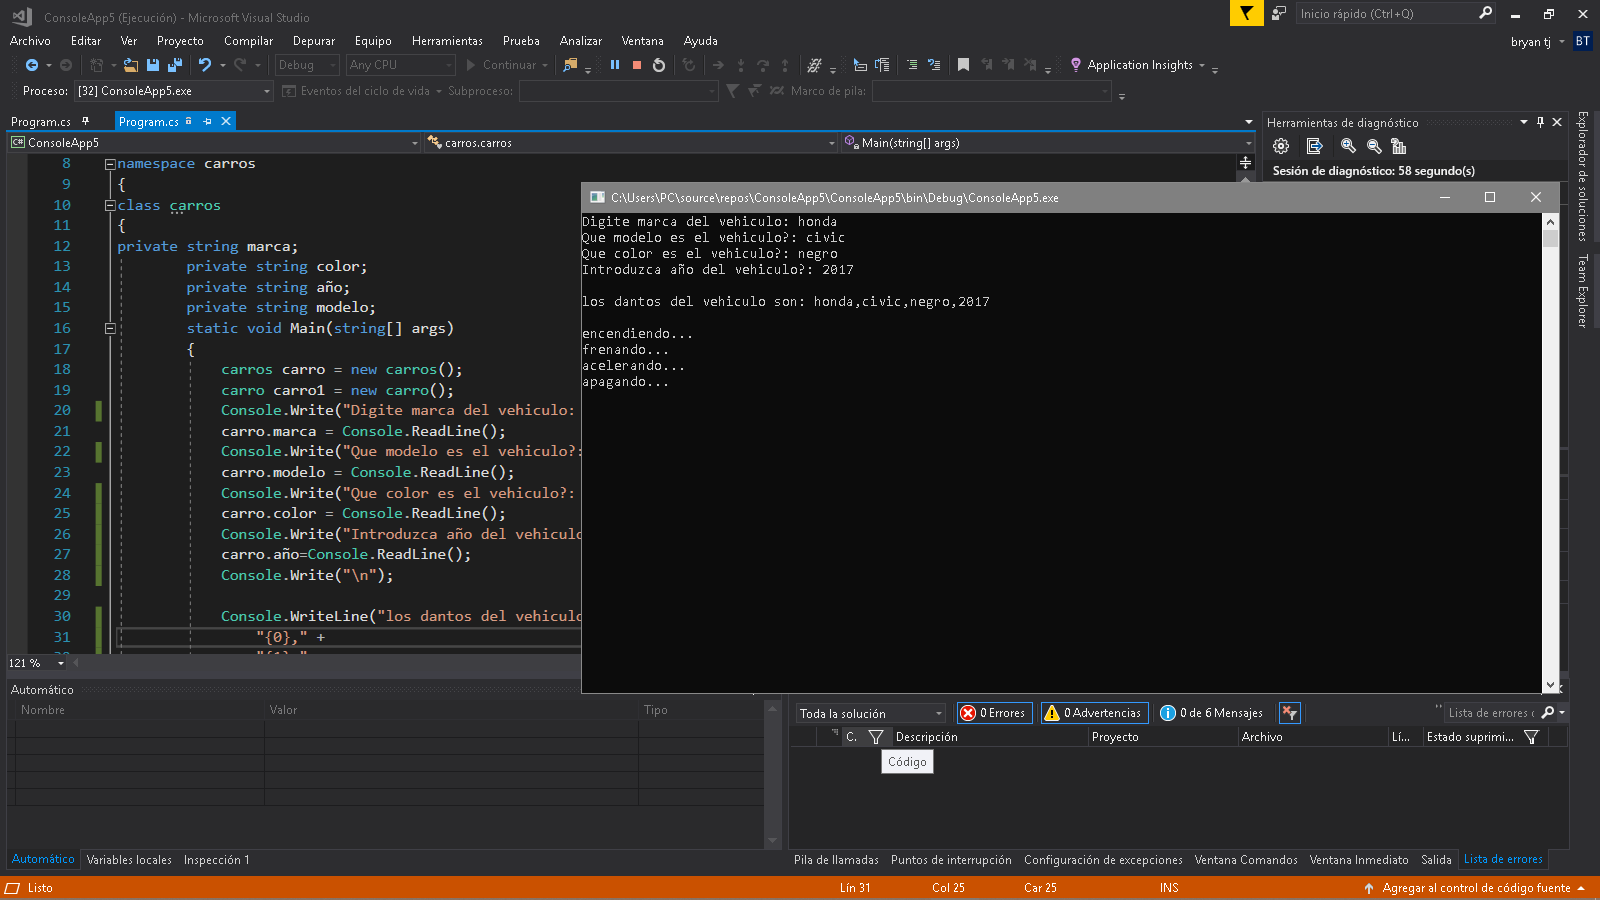 ConsoleApp5 (Ejecución) - Microsoft Visual Studio
Inicio rápido (Ctrl+Q)
Archivo Editar Ver Proyecto Compilar Depurar Equipo Herramientas Prueba Analizar Ventana Ayuda
bryan tj BT
Debug Any CPU Continuar Application Insights
Proceso: [32] ConsoleApp5.exe Eventos del ciclo de vida Subproceso: Marco de pila:
Program.cs Program.cs
ConsoleApp5 carros.carros Main(string[] args)
Herramientas de diagnóstico
Sesión de diagnóstico: 58 segundo(s)
Explorador de soluciones
Team Explorer
8 namespace carros
9 {
10 class carros
11 {
12 private string marca;
13 private string color;
14 private string año;
15 private string modelo;
16 static void Main(string[] args)
17 {
18 carros carro = new carros();
19 carro carro1 = new carro();
20 Console.Write("Digite marca del vehiculo:
21 carro.marca = Console.ReadLine();
22 Console.Write("Que modelo es el vehiculo?:
23 carro.modelo = Console.ReadLine();
24 Console.Write("Que color es el vehiculo?:
25 carro.color = Console.ReadLine();
26 Console.Write("Introduzca año del vehiculo
27 carro.año=Console.ReadLine();
28 Console.Write("\n");
29
30 Console.WriteLine("los dantos del vehiculo
31 "{0}," +
121 %
C:\Users\PC\source\repos\ConsoleApp5\ConsoleApp5\bin\Debug\ConsoleApp5.exe
Digite marca del vehiculo: honda
Que modelo es el vehiculo?: civic
Que color es el vehiculo?: negro
Introduzca año del vehiculo?: 2017
los dantos del vehiculo son: honda,civic,negro,2017
encendiendo...
frenando...
acelerando...
apagando...
Automático
Nombre Valor Tipo
Automático Variables locales Inspección 1
Toda la solución 0 Errores 0 Advertencias 0 de 6 Mensajes Lista de errores
C. Descripción Proyecto Archivo Lí... Estado suprimi...
Código
Pila de llamadas Puntos de interrupción Configuración de excepciones Ventana Comandos Ventana Inmediato Salida Lista de errores
Listo Lín 31 Col 25 Car 25 INS Agregar al control de código fuente